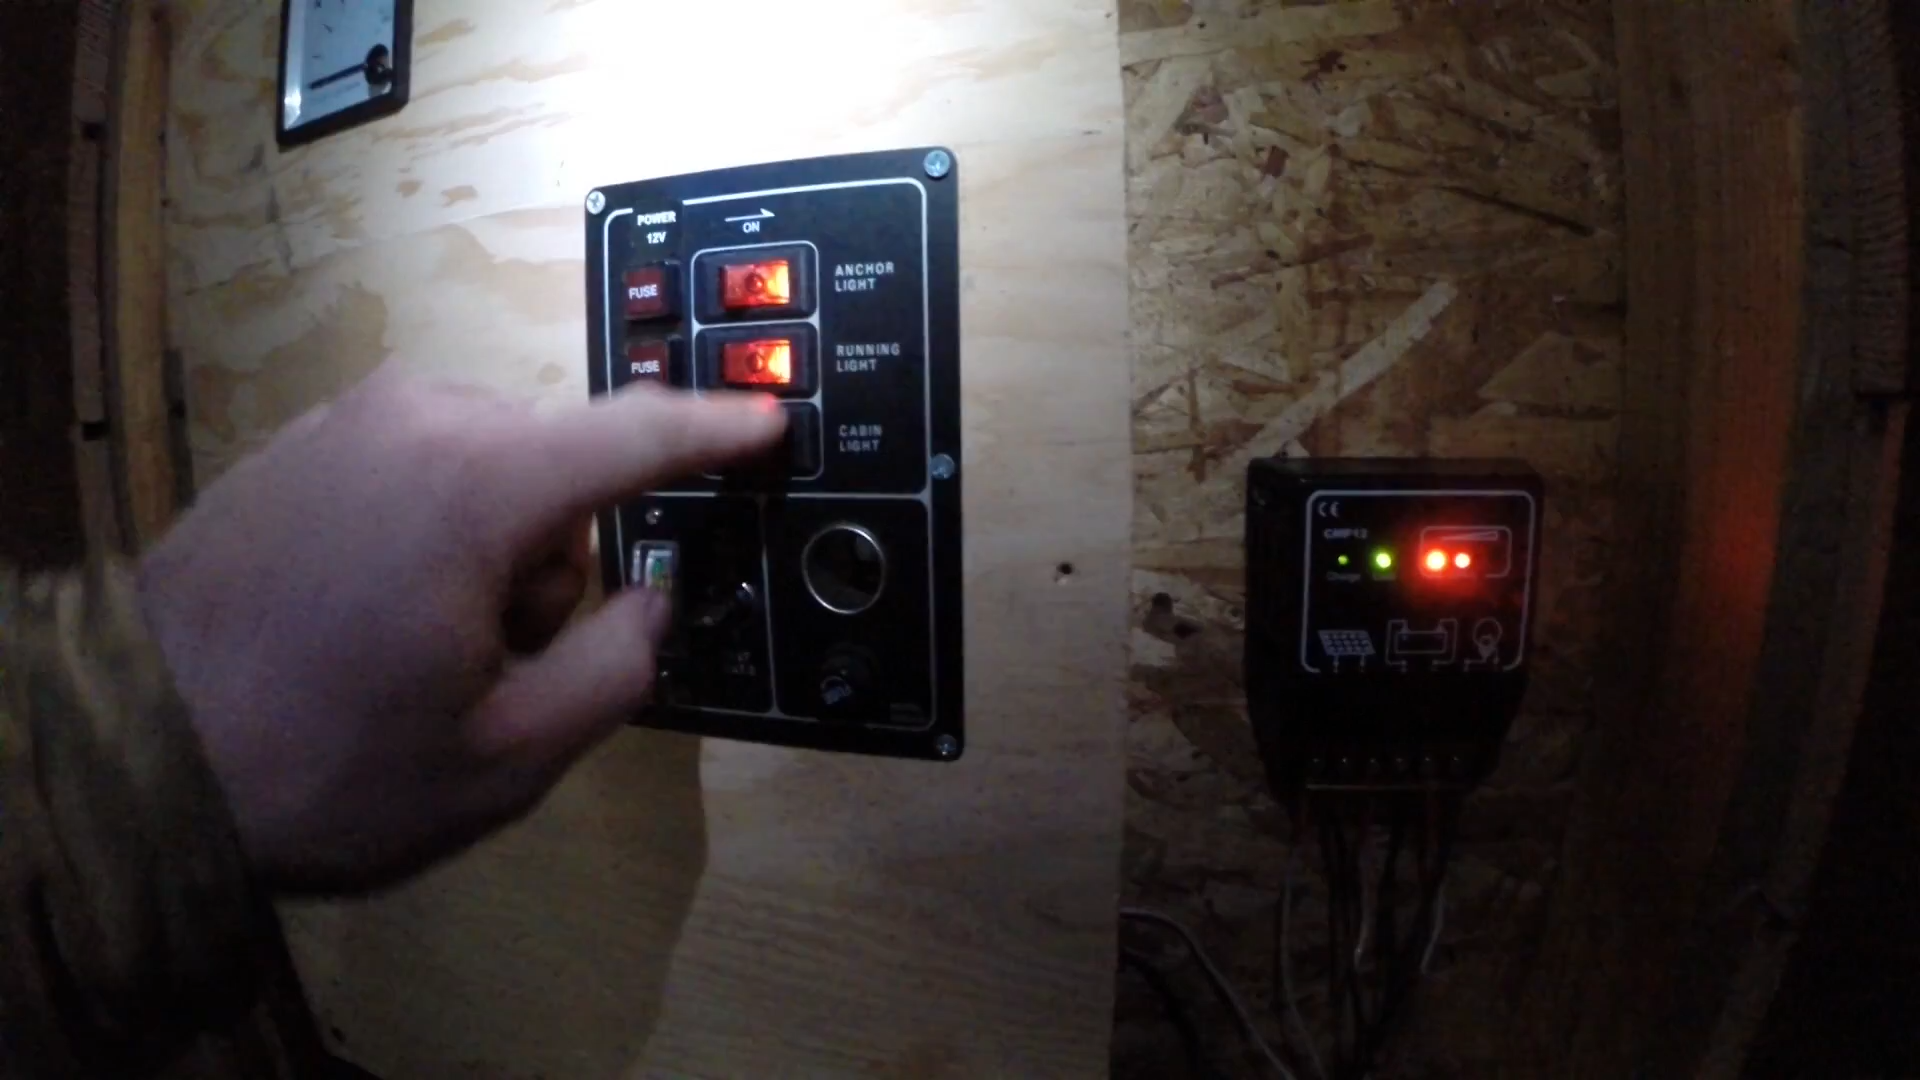 POWER
12V
ON
FUSE
ANCHOR
LIGHT
FUSE
RUNNING
LIGHT
CABIN
LIGHT
CE
CMP12
Charge